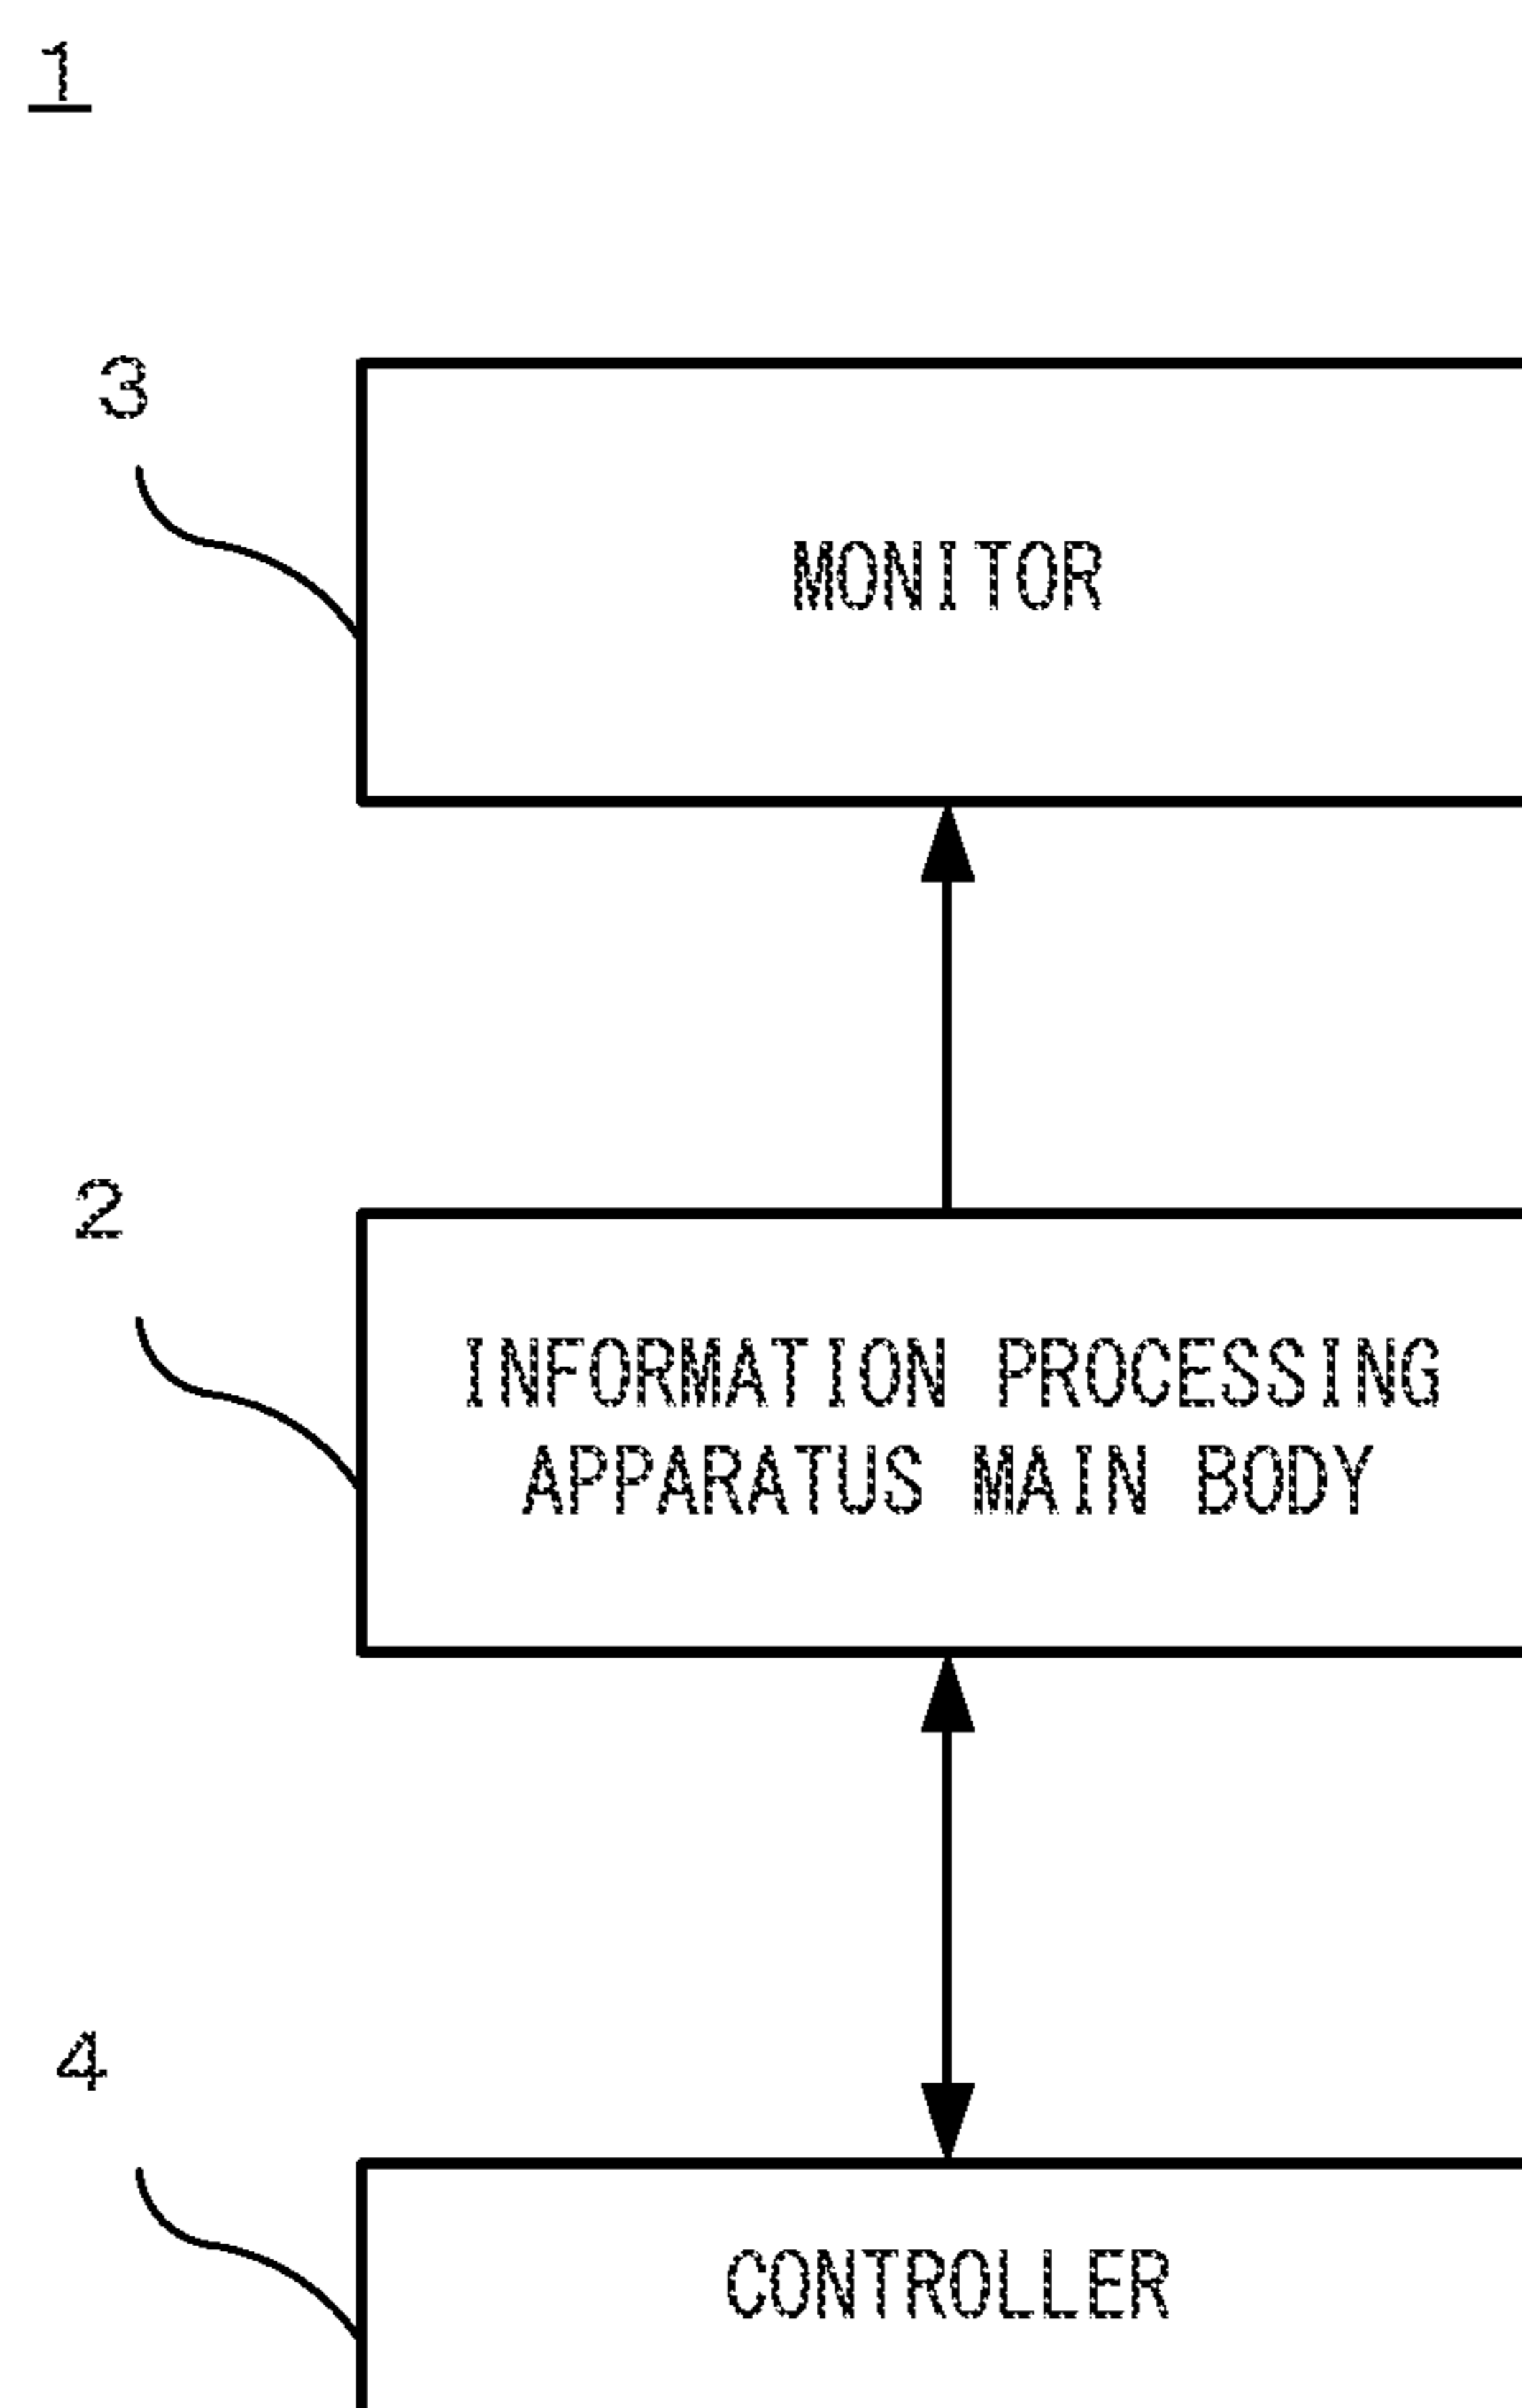 1
3
MONITOR
2
INFORMATION PROCESSING
APPARATUS MAIN BODY
4
CONTROLLER